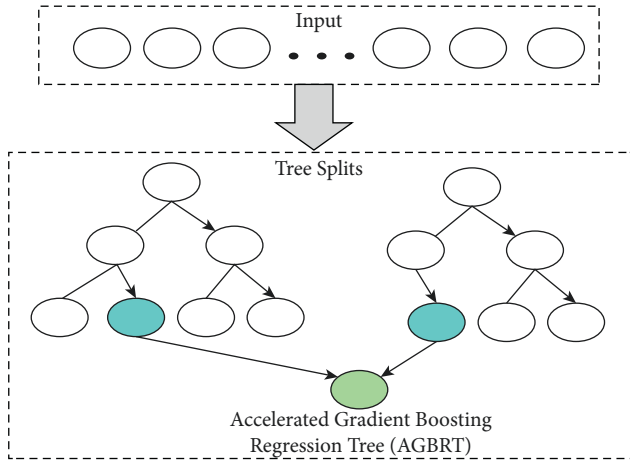 Input
Tree Splits
Accelerated Gradient Boosting
Regression Tree (AGBRT)